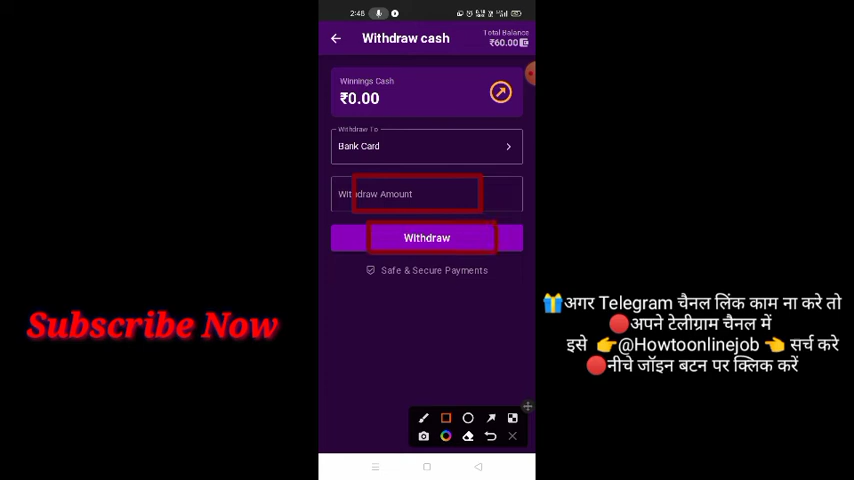 2:46
Withdraw cash
Total Balance
₹60.00
Winnings Cash
₹0.00
Withdraw To
Bank Card
Withdraw Amount
Withdraw
Safe & Secure Payments
Subscribe Now
🎁अगर Telegram चैनल लिंक काम ना करे तो
🔴अपने टेलीग्राम चैनल में
इसे 👉@Howtoonlinejob 👈 सर्च करे
🔴नीचे जॉइन बटन पर क्लिक करें